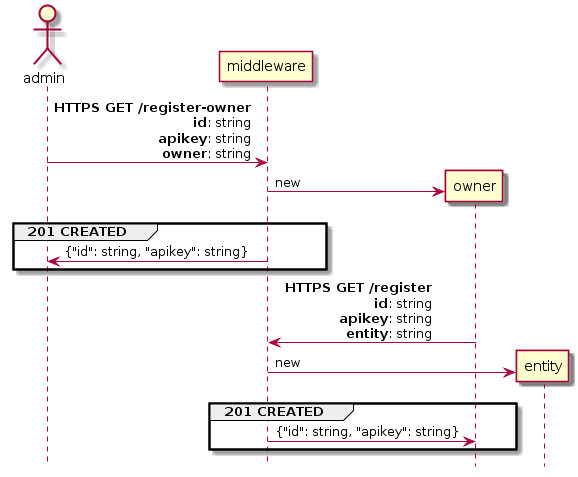 admin
middleware
HTTPS GET /register-owner
id: string
apikey: string
owner: string
new
owner
201 CREATED
{"id": string, "apikey": string}
HTTPS GET /register
id: string
apikey: string
entity: string
new
entity
201 CREATED
{"id": string, "apikey": string}